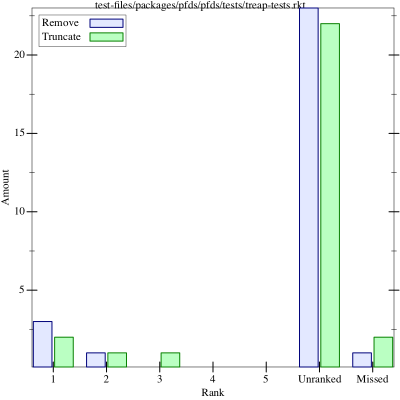 test-files/packages/pfds/pfds/tests/treap-tests.rkt
Remove
Truncate
20
15
10
5
Amount
1 2 3 4 5 Unranked Missed
Rank